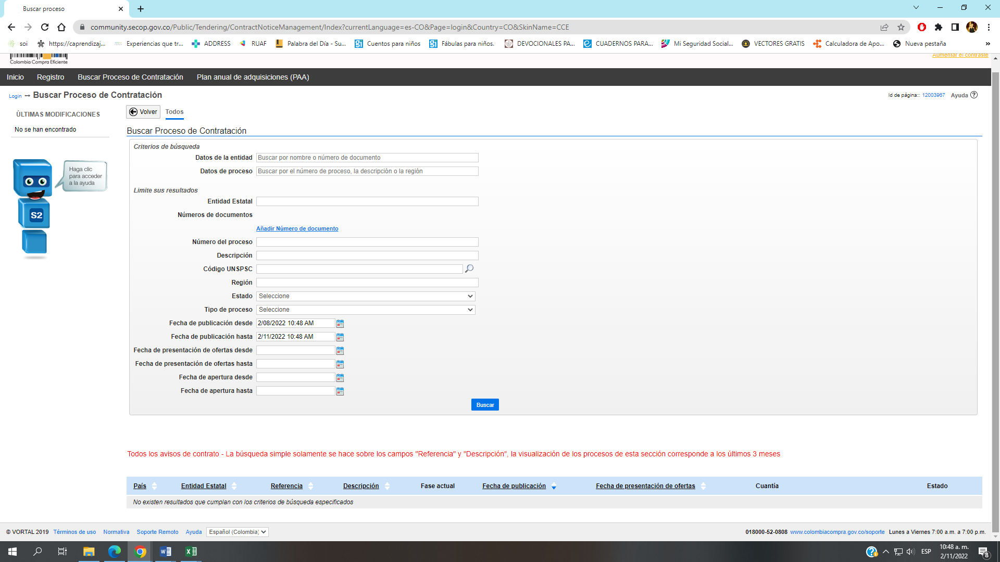 Buscar proceso
community.secop.gov.co/Public/Tendering/ContractNoticeManagement/Index?currentLanguage=es-CO&Page=login&Country=CO&SkinName=CCE
soi
https://caprendizaj...
Experiencias que tr...
ADDRESS
RUAF
Palabra del Día - Su...
Cuentos para niños
Fábulas para niños.
DEVOCIONALES PA...
CUADERNOS PARA...
Mi Seguridad Social...
VECTORES GRATIS
Calculadora de Apo...
Nueva pestaña
»
Colombia Compra Eficiente
Aumentar el contraste
Inicio Registro Buscar Proceso de Contratación Plan anual de adquisiciones (PAA)
Login → Buscar Proceso de Contratación
Id de página:: 12003967 Ayuda ?
ÚLTIMAS MODIFICACIONES
No se han encontrado
Haga clic
para acceder
a la ayuda
S2
Volver Todos
Buscar Proceso de Contratación
Criterios de búsqueda
Datos de la entidad Buscar por nombre o número de documento
Datos de proceso Buscar por el número de proceso, la descripción o la región
Limite sus resultados
Entidad Estatal
Números de documentos
Añadir Número de documento
Número del proceso
Descripción
Código UNSPSC
Región
Estado Seleccione
Tipo de proceso Seleccione
Fecha de publicación desde 2/08/2022 10:48 AM
Fecha de publicación hasta 2/11/2022 10:48 AM
Fecha de presentación de ofertas desde
Fecha de presentación de ofertas hasta
Fecha de apertura desde
Fecha de apertura hasta
Buscar
Todos los avisos de contrato - La búsqueda simple solamente se hace sobre los campos "Referencia" y "Descripción", la visualización de los procesos de esta sección corresponde a los últimos 3 meses
País Entidad Estatal Referencia Descripción Fase actual Fecha de publicación Fecha de presentación de ofertas Cuantía Estado
No existen resultados que cumplan con los criterios de búsqueda especificados
© VORTAL 2019 Términos de uso Normativa Soporte Remoto Ayuda Español (Colombia)
018000-52-0808 www.colombiacompra.gov.co/soporte Lunes a Viernes 7:00 a.m. a 7:00 p.m.
ESP
10:48 a. m.
2/11/2022
8